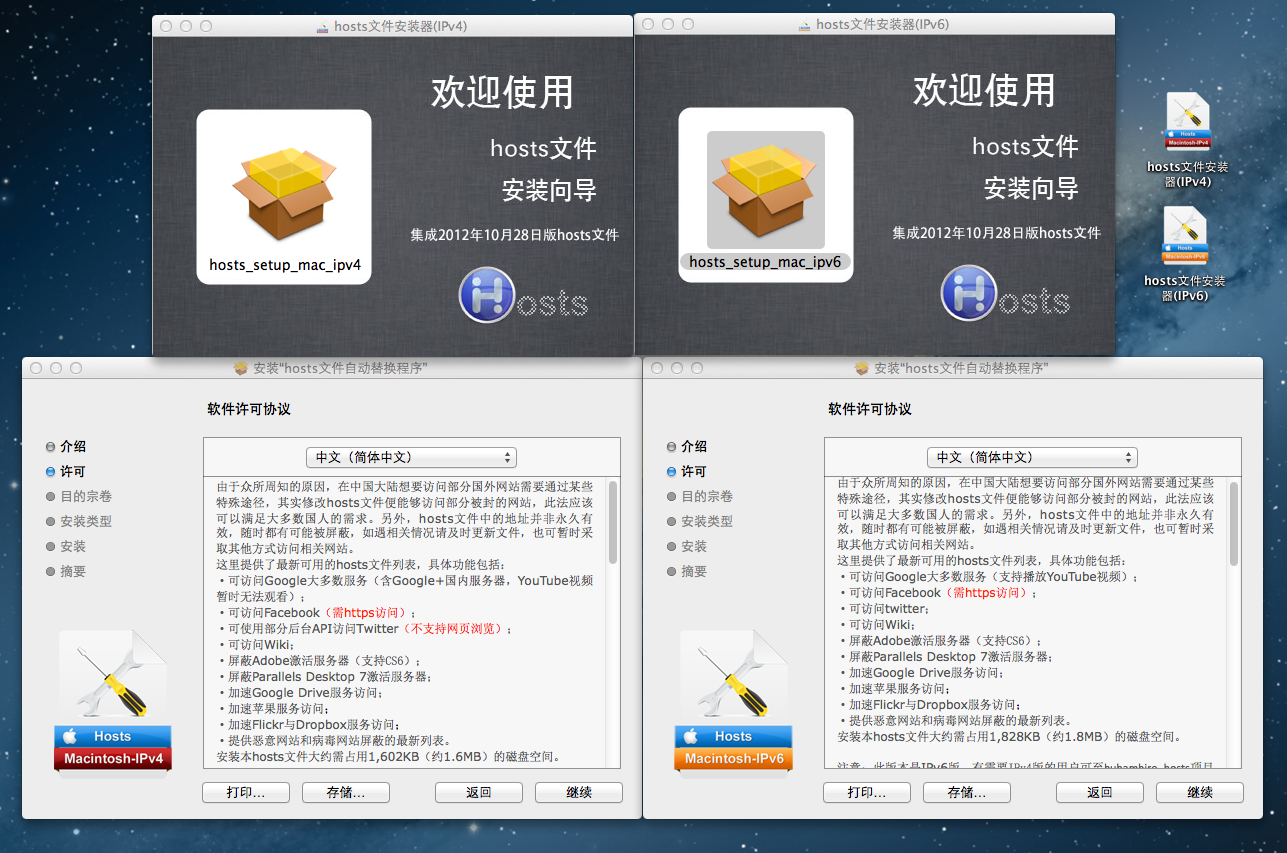 hosts文件安装器(IPv4)
欢迎使用
hosts文件
安装向导
集成2012年10月28日版hosts文件
hosts_setup_mac_ipv4
Hosts
hosts文件安装器(IPv6)
欢迎使用
hosts文件
安装向导
集成2012年10月28日版hosts文件
hosts_setup_mac_ipv6
Hosts
Hosts
Macintosh-IPv4
hosts文件安装
器(IPv4)
Hosts
Macintosh-IPv6
hosts文件安装
器(IPv6)
安装“hosts文件自动替换程序”
软件许可协议
介绍
许可
目的宗卷
安装类型
安装
摘要
Hosts
Macintosh-IPv4
中文（简体中文）
由于众所周知的原因，在中国大陆想要访问部分国外网站需要通过某些
特殊途径，其实修改hosts文件便能够访问部分被封的网站，此法应该
可以满足大多数国人的需求。另外，hosts文件中的地址并非永久有
效，随时都有可能被屏蔽，如遇相关情况请及时更新文件，也可暂时采
取其他方式访问相关网站。
这里提供了最新可用的hosts文件列表，具体功能包括：
• 可访问Google大多数服务（含Google+国内服务器，YouTube视频
暂时无法观看）；
• 可访问Facebook（需https访问）；
• 可使用部分后台API访问Twitter（不支持网页浏览）；
• 可访问Wiki；
• 屏蔽Adobe激活服务器（支持CS6）；
• 屏蔽Parallels Desktop 7激活服务器；
• 加速Google Drive服务访问；
• 加速苹果服务访问；
• 加速Flickr与Dropbox服务访问；
• 提供恶意网站和病毒网站屏蔽的最新列表。
安装本hosts文件大约需占用1,602KB（约1.6MB）的磁盘空间。
打印...
存储...
返回
继续
安装“hosts文件自动替换程序”
软件许可协议
介绍
许可
目的宗卷
安装类型
安装
摘要
Hosts
Macintosh-IPv6
中文（简体中文）
由于众所周知的原因，在中国大陆想要访问部分国外网站需要通过某些
特殊途径，其实修改hosts文件便能够访问部分被封的网站，此法应该
可以满足大多数国人的需求。另外，hosts文件中的地址并非永久有
效，随时都有可能被屏蔽，如遇相关情况请及时更新文件，也可暂时采
取其他方式访问相关网站。
这里提供了最新可用的hosts文件列表，具体功能包括：
• 可访问Google大多数服务（支持播放YouTube视频）；
• 可访问Facebook（需https访问）；
• 可访问twitter；
• 可访问Wiki；
• 屏蔽Adobe激活服务器（支持CS6）；
• 屏蔽Parallels Desktop 7激活服务器；
• 加速Google Drive服务访问；
• 加速苹果服务访问；
• 加速Flickr与Dropbox服务访问；
• 提供恶意网站和病毒网站屏蔽的最新列表。
安装本hosts文件大约需占用1,828KB（约1.8MB）的磁盘空间。
注意，此版本是IPv6版，有需要IPv4版的用户可至huhamhire-hosts项目
打印...
存储...
返回
继续